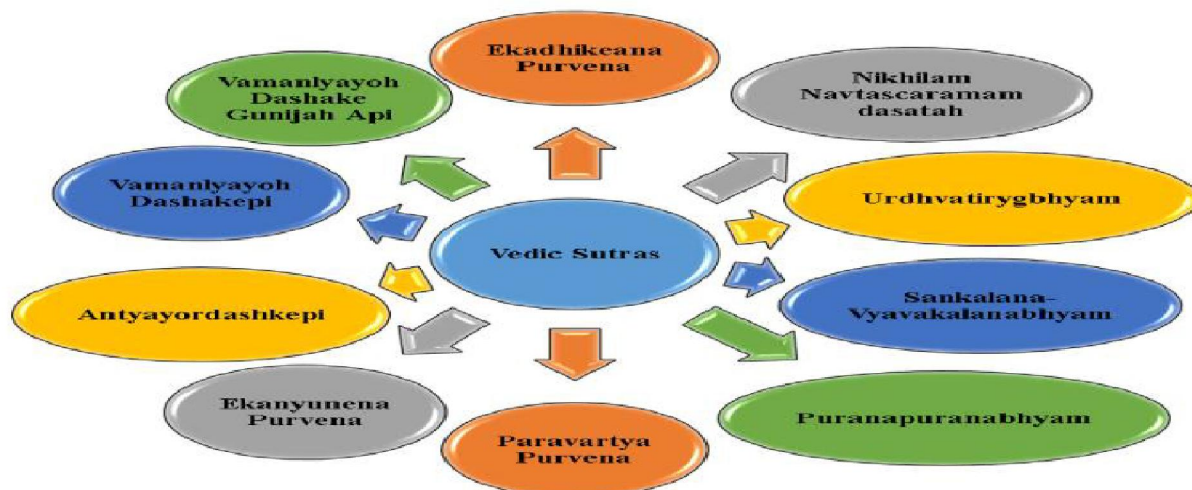 Ekadhikeana
Purvena
Nikhilam
Navtascaramam
dasatah
Urdhvatirygbhyam
Sankalana-
Vyavakalanabhyam
Puranapuranabhyam
Paravartya
Purvena
Ekanyunena
Purvena
Antyayordashkepi
Vamanlyayoh
Dashakepi
Vamanlyayoh
Dashake
Gunijah Api
Vedic Sutras